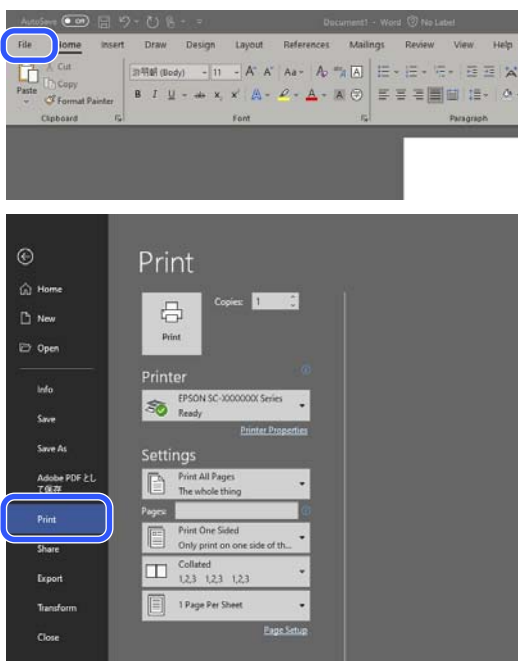 AutoSave Off
Document1 - Word No Label
File Home Insert Draw Design Layout References Mailings Review View Help
Paste
Cut
Copy
Format Painter
Clipboard
游明朝 (Body) 11 A A Aa A A
B I U ab x x A A A
Font
Paragraph
Print
Home
New
Open
Info
Save
Save As
Adobe PDF とし
て保存
Print
Share
Export
Transform
Close
Print
Copies: 1
Printer
EPSON SC-XXXXXXX Series
Ready
Printer Properties
Settings
Print All Pages
The whole thing
Pages:
Print One Sided
Only print on one side of th...
Collated
1,2,3 1,2,3 1,2,3
1 Page Per Sheet
Page Setup